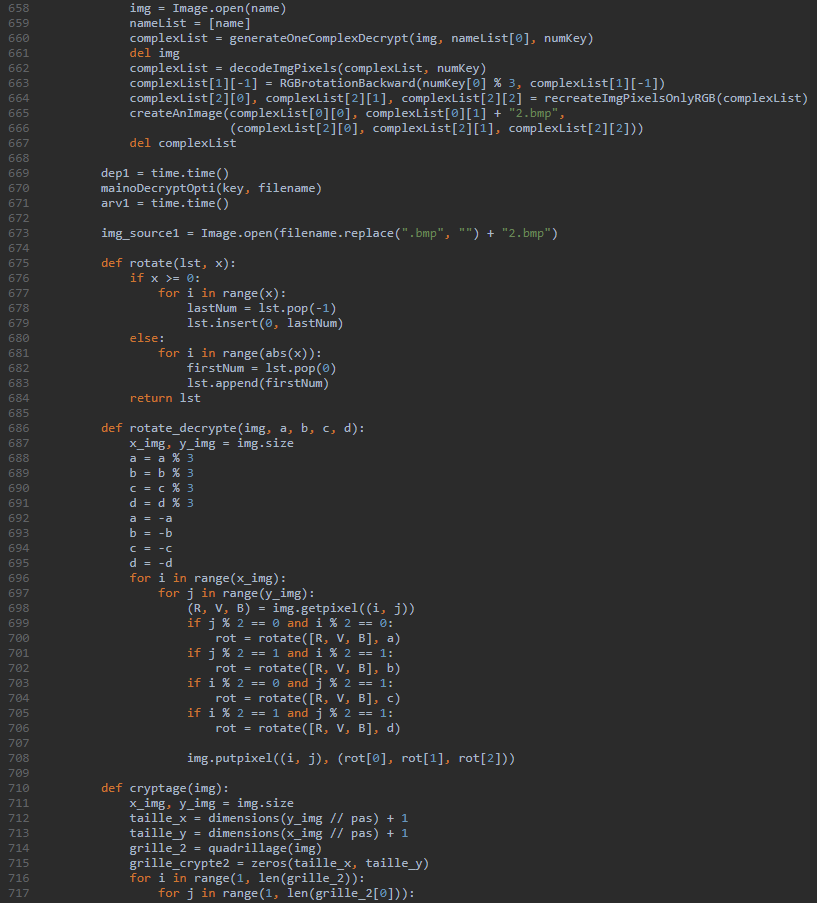 658 img = Image.open(name)
659 nameList = [name]
660 complexList = generateOneComplexDecrypt(img, nameList[0], numKey)
661 del img
662 complexList = decodeImgPixels(complexList, numKey)
663 complexList[1][-1] = RGBrotationBackward(numKey[0] % 3, complexList[1][-1])
664 complexList[2][0], complexList[2][1], complexList[2][2] = recreateImgPixelsOnlyRGB(complexList)
665 createAnImage(complexList[0][0], complexList[0][1] + "2.bmp",
666 (complexList[2][0], complexList[2][1], complexList[2][2]))
667 del complexList
668
669 dep1 = time.time()
670 mainoDecryptOpti(key, filename)
671 arv1 = time.time()
672
673 img_source1 = Image.open(filename.replace(".bmp", "") + "2.bmp")
674
675 def rotate(lst, x):
676 if x >= 0:
677 for i in range(x):
678 lastNum = lst.pop(-1)
679 lst.insert(0, lastNum)
680 else:
681 for i in range(abs(x)):
682 firstNum = lst.pop(0)
683 lst.append(firstNum)
684 return lst
685
686 def rotate_decrypte(img, a, b, c, d):
687 x_img, y_img = img.size
688 a = a % 3
689 b = b % 3
690 c = c % 3
691 d = d % 3
692 a = -a
693 b = -b
694 c = -c
695 d = -d
696 for i in range(x_img):
697 for j in range(y_img):
698 (R, V, B) = img.getpixel((i, j))
699 if j % 2 == 0 and i % 2 == 0:
700 rot = rotate([R, V, B], a)
701 if j % 2 == 1 and i % 2 == 1:
702 rot = rotate([R, V, B], b)
703 if i % 2 == 0 and j % 2 == 1:
704 rot = rotate([R, V, B], c)
705 if i % 2 == 1 and j % 2 == 1:
706 rot = rotate([R, V, B], d)
707
708 img.putpixel((i, j), (rot[0], rot[1], rot[2]))
709
710 def cryptage(img):
711 x_img, y_img = img.size
712 taille_x = dimensions(y_img // pas) + 1
713 taille_y = dimensions(x_img // pas) + 1
714 grille_2 = quadrillage(img)
715 grille_crypte2 = zeros(taille_x, taille_y)
716 for i in range(1, len(grille_2)):
717 for j in range(1, len(grille_2[0])):